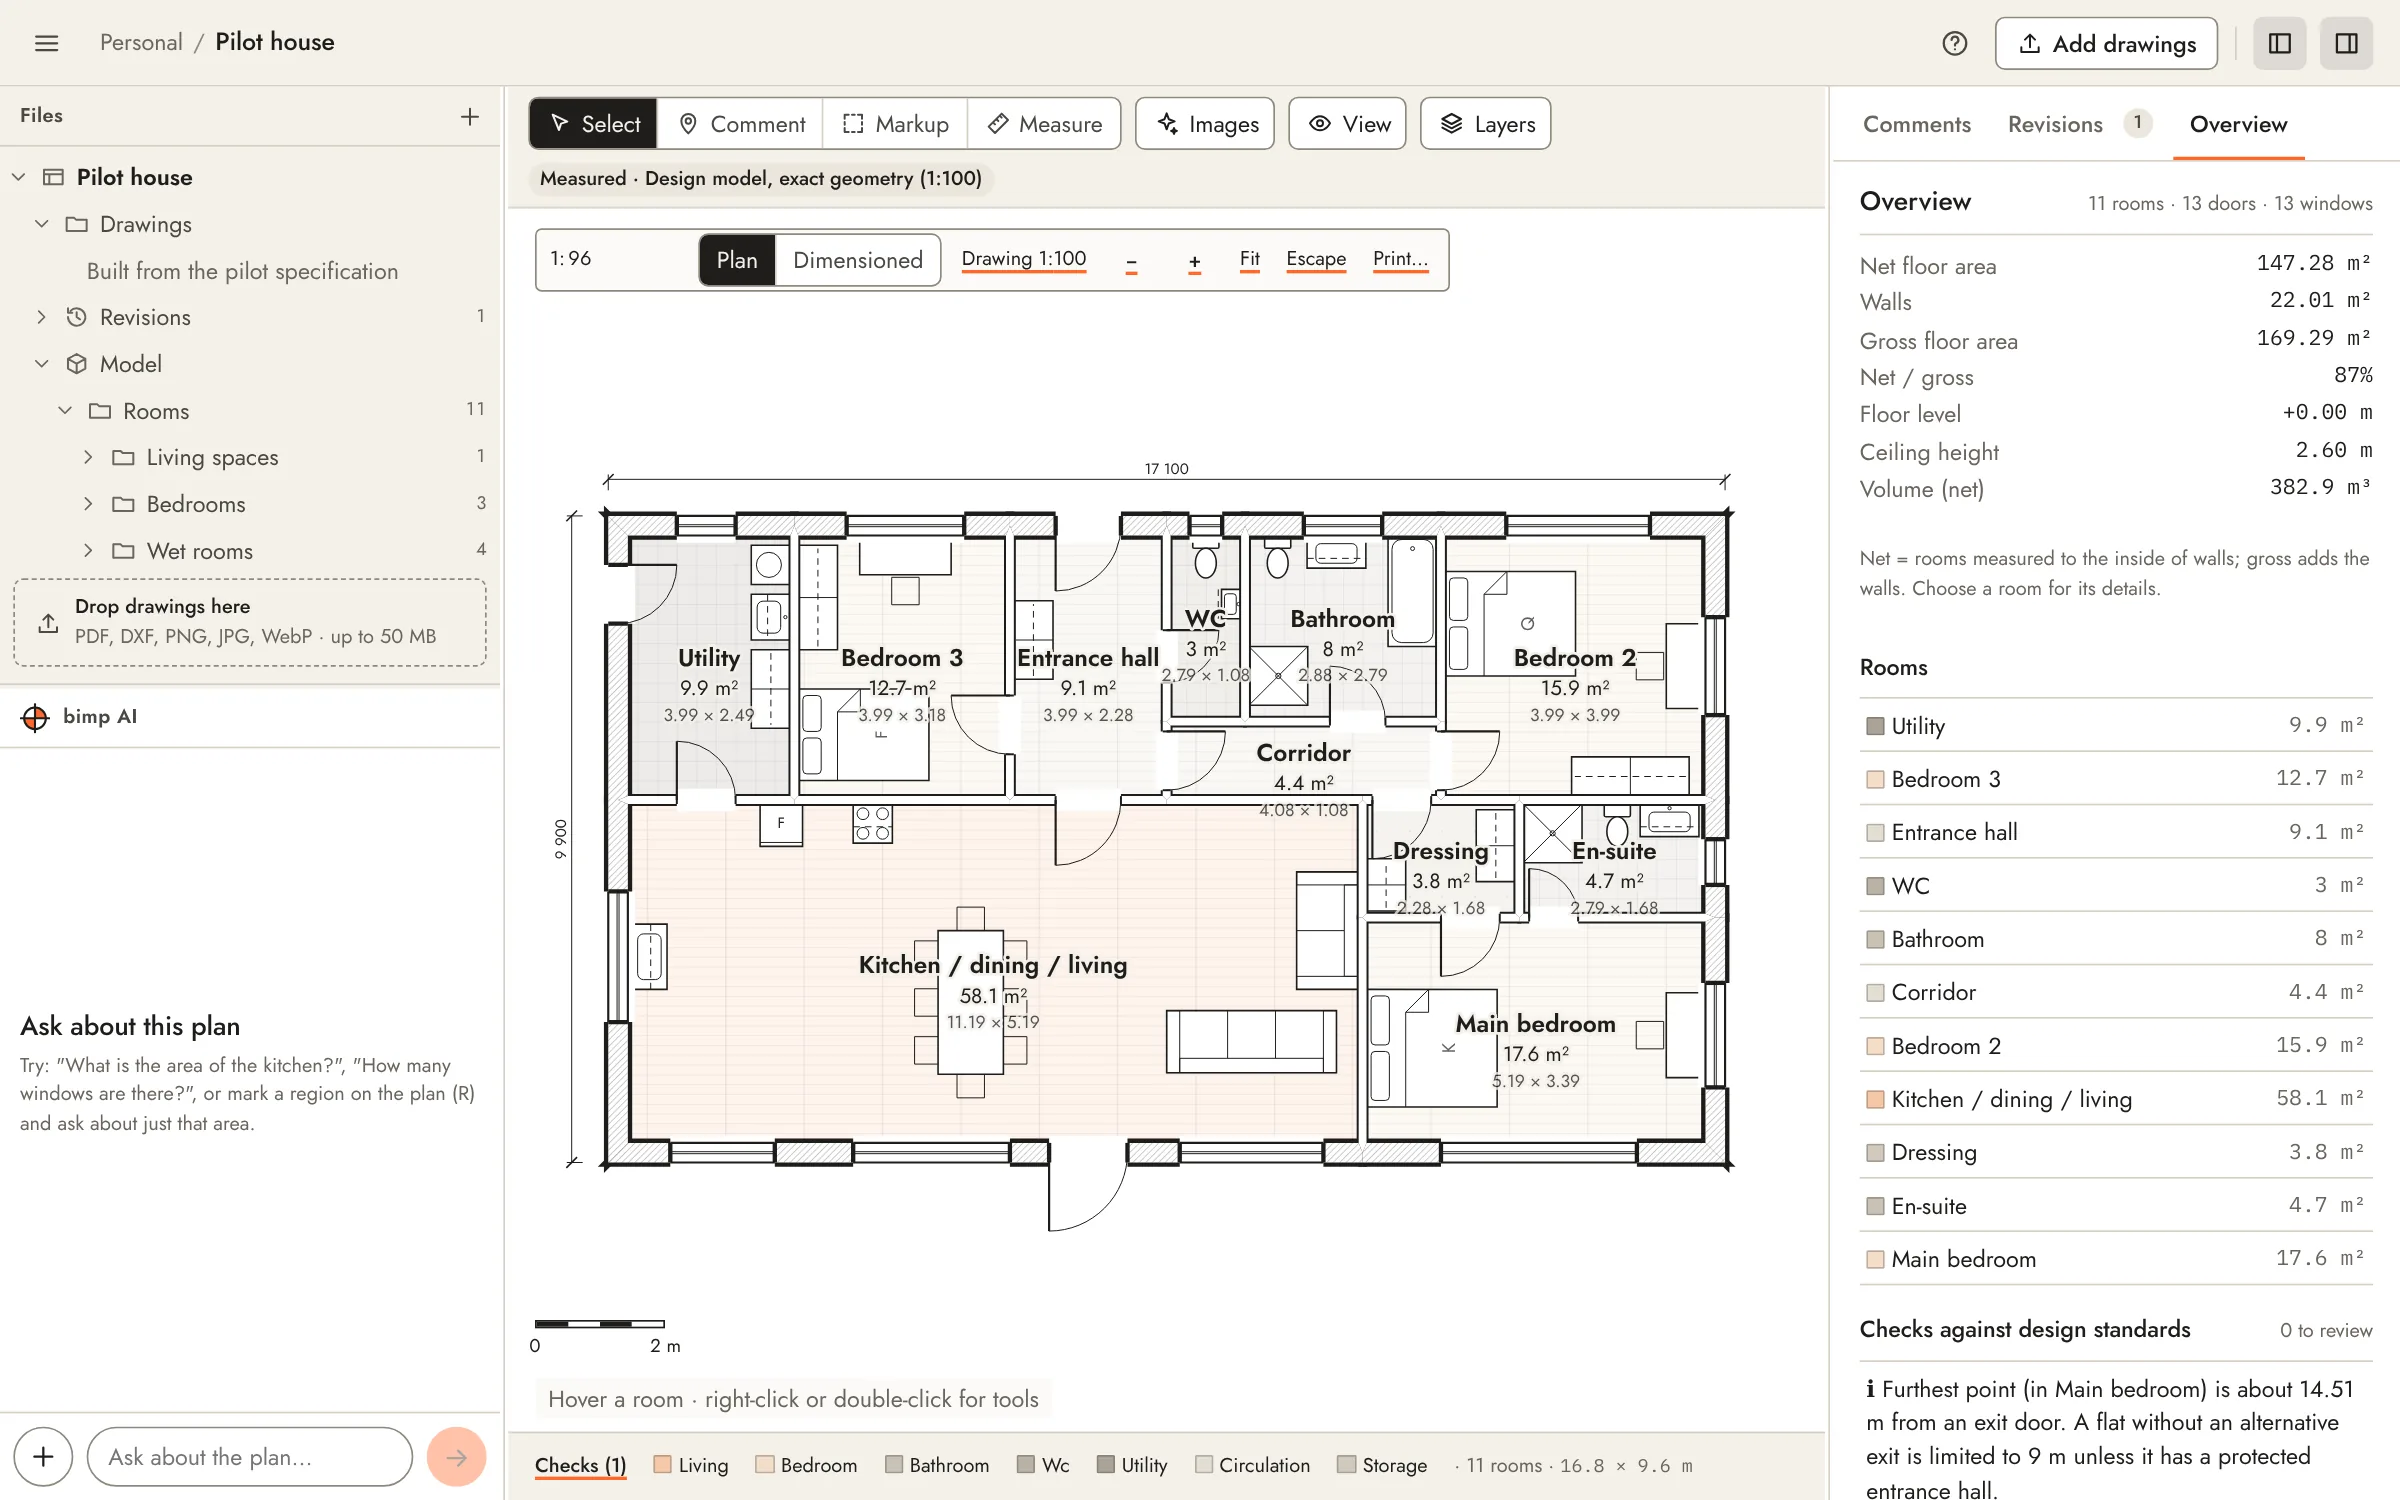 Personal / Pilot house
Add drawings
Files
Pilot house
Drawings
Built from the pilot specification
Revisions 1
Model
Rooms 11
Living spaces 1
Bedrooms 3
Wet rooms 4
Drop drawings here
PDF, DXF, PNG, JPG, WebP · up to 50 MB
bimp AI
Ask about this plan
Try: "What is the area of the kitchen?", "How many
windows are there?", or mark a region on the plan (R)
and ask about just that area.
Ask about the plan...
Select Comment Markup Measure Images View Layers
Measured · Design model, exact geometry (1:100)
1:96 Plan Dimensioned Drawing 1:100 − + Fit Escape Print...
17 100
9 900
Utility
9.9 m²
3.99 × 2.49
Bedroom 3
12.7 m²
3.99 × 3.18
F
Entrance hall
9.1 m²
3.99 × 2.28
WC
3 m²
2.79 × 1.08
Bathroom
8 m²
2.88 × 2.79
Q
Bedroom 2
15.9 m²
3.99 × 3.99
Corridor
4.4 m²
4.08 × 1.08
F
Dressing
3.8 m²
2.28 × 1.68
En-suite
4.7 m²
2.79 × 1.68
Kitchen / dining / living
58.1 m²
11.19 × 5.19
K
Main bedroom
17.6 m²
5.19 × 3.39
0 2 m
Hover a room · right-click or double-click for tools
Checks (1) Living Bedroom Bathroom Wc Utility Circulation Storage · 11 rooms · 16.8 × 9.6 m
Comments Revisions 1 Overview
Overview 11 rooms · 13 doors · 13 windows
Net floor area 147.28 m²
Walls 22.01 m²
Gross floor area 169.29 m²
Net / gross 87%
Floor level +0.00 m
Ceiling height 2.60 m
Volume (net) 382.9 m³
Net = rooms measured to the inside of walls; gross adds the
walls. Choose a room for its details.
Rooms
Utility 9.9 m²
Bedroom 3 12.7 m²
Entrance hall 9.1 m²
WC 3 m²
Bathroom 8 m²
Corridor 4.4 m²
Bedroom 2 15.9 m²
Kitchen / dining / living 58.1 m²
Dressing 3.8 m²
En-suite 4.7 m²
Main bedroom 17.6 m²
Checks against design standards 0 to review
i Furthest point (in Main bedroom) is about 14.51
m from an exit door. A flat without an alternative
exit is limited to 9 m unless it has a protected
entrance hall.